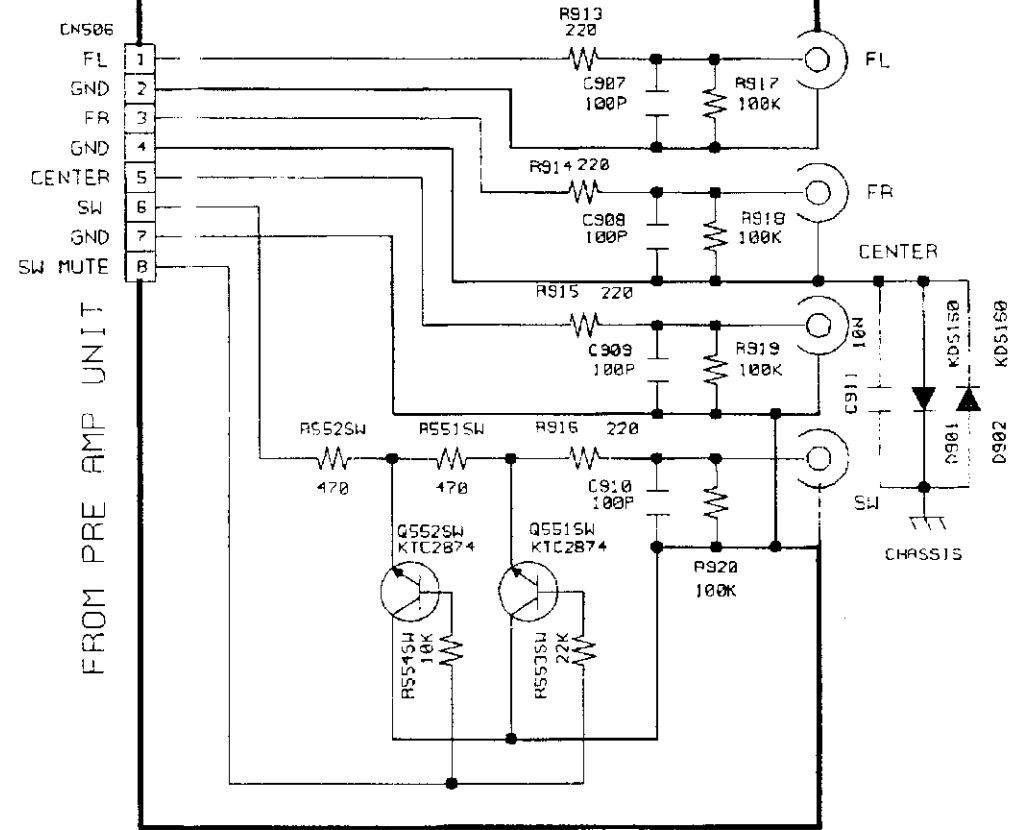 CN506
FL 1
GND 2
FR 3
GND 4
CENTER 5
SW 6
GND 7
SW MUTE 8
FROM PRE AMP UNIT
R913
220
C907
100P
R917
100K
FL
R914 220
C908
100P
R918
100K
FR
CENTER
R915 220
C909
100P
R919
100K
10N
C911
KDS160
D901
KDS160
D902
R552SW
470
R551SW
470
R916 220
C910
100P
SW
R920
100K
CHASSIS
Q552SW
KTC2874
Q551SW
KTC2874
R554SW
10K
R553SW
22K